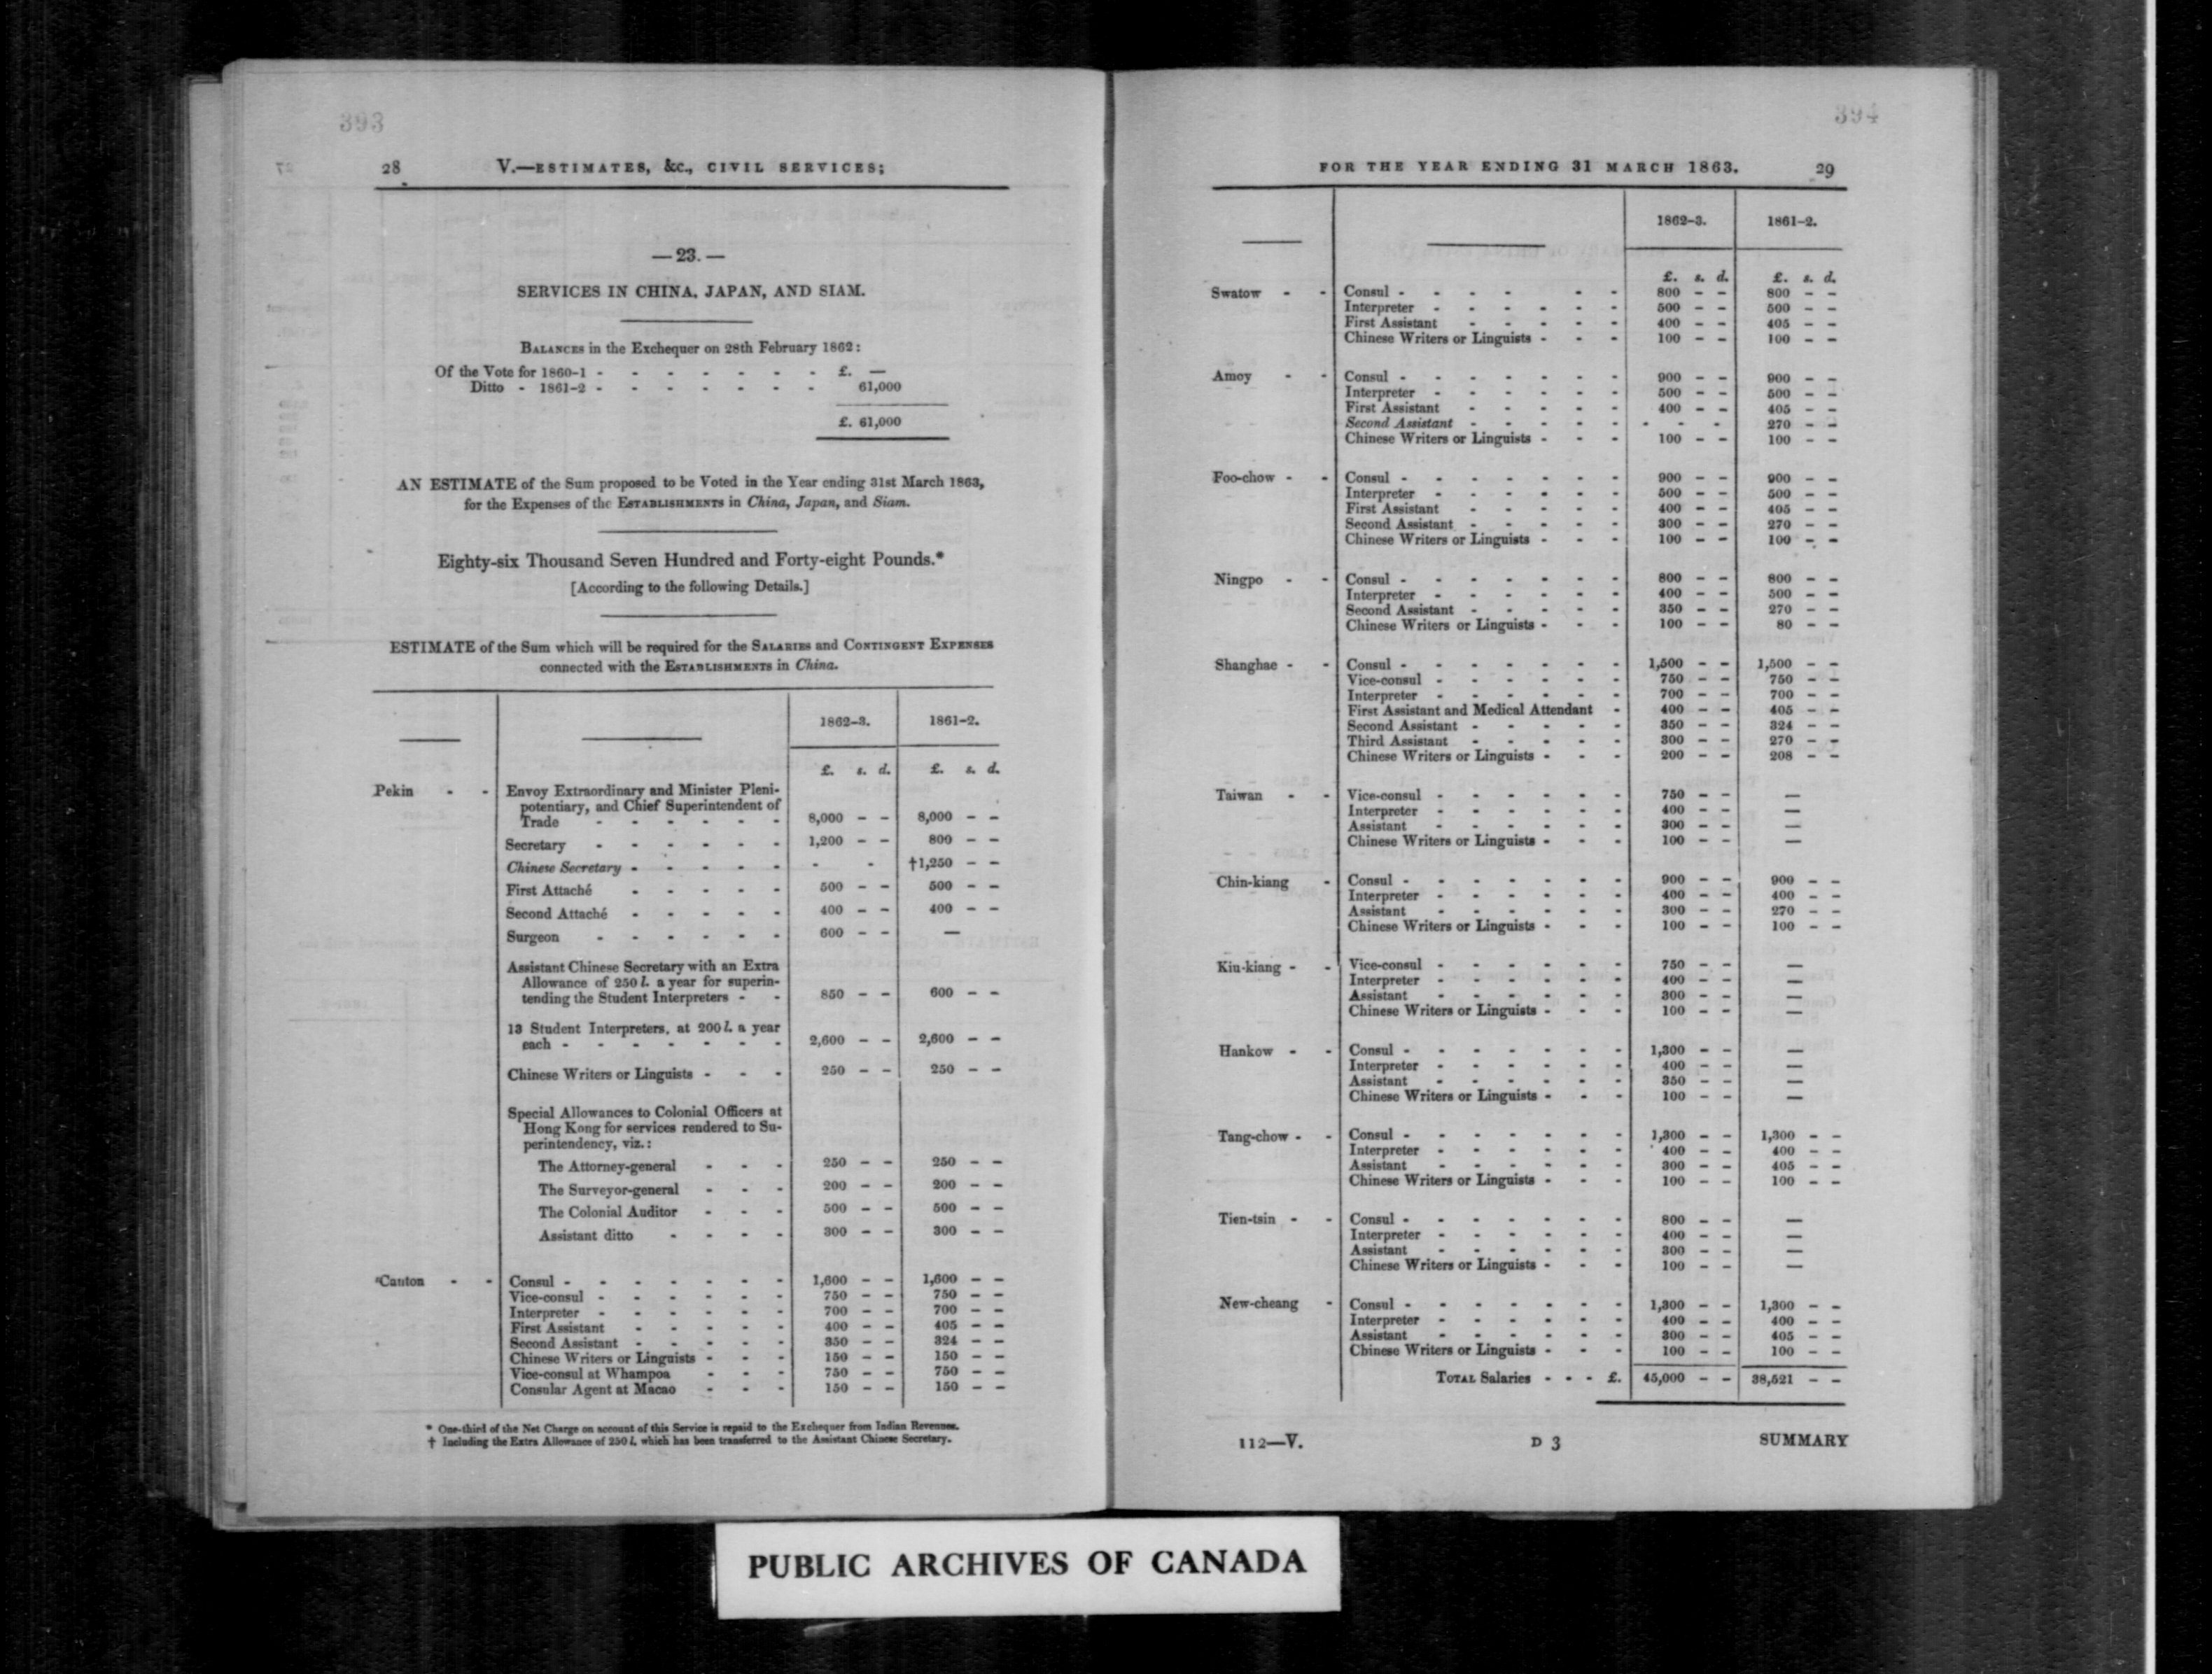 393
28 V.—ESTIMATES, &c., CIVIL SERVICES;
—23.—
SERVICES IN CHINA, JAPAN, AND SIAM.
BALANCES in the Exchequer on 28th February 1862:
Of the Vote for 1860-1 - - - - - - - £. —
Ditto - 1861-2 - - - - - - - 61,000
£. 61,000
AN ESTIMATE of the Sum proposed to be Voted in the Year ending 31st March 1863,
for the Expenses of the ESTABLISHMENTS in China, Japan, and Siam.
Eighty-six Thousand Seven Hundred and Forty-eight Pounds.*
[According to the following Details.]
ESTIMATE of the Sum which will be required for the SALARIES and CONTINGENT EXPENSES
connected with the ESTABLISHMENTS in China.
1862-3. 1861-2.
£. s. d. £. s. d.
Pekin - - Envoy Extraordinary and Minister Pleni-
potentiary, and Chief Superintendent of
Trade - - - - - - 8,000 - - 8,000 - -
Secretary - - - - - - 1,200 - - 800 - -
Chinese Secretary - - - - - - - †1,250 - -
First Attaché - - - - - 500 - - 500 - -
Second Attaché - - - - - 400 - - 400 - -
Surgeon - - - - - - 600 - - —
Assistant Chinese Secretary with an Extra
Allowance of 250 l. a year for superin-
tending the Student Interpreters - - 850 - - 600 - -
13 Student Interpreters, at 200 l. a year
each - - - - - - - 2,600 - - 2,600 - -
Chinese Writers or Linguists - - - 250 - - 250 - -
Special Allowances to Colonial Officers at
Hong Kong for services rendered to Su-
perintendency, viz.:
The Attorney-general - - - 250 - - 250 - -
The Surveyor-general - - - 200 - - 200 - -
The Colonial Auditor - - - 500 - - 500 - -
Assistant ditto - - - - 300 - - 300 - -
Canton - - Consul - - - - - - - 1,600 - - 1,600 - -
Vice-consul - - - - - - 750 - - 750 - -
Interpreter - - - - - - 700 - - 700 - -
First Assistant - - - - - 400 - - 405 - -
Second Assistant - - - - - 350 - - 324 - -
Chinese Writers or Linguists - - - 150 - - 150 - -
Vice-consul at Whampoa - - - 750 - - 750 - -
Consular Agent at Macao - - - 150 - - 150 - -
* One-third of the Net Charge on account of this Service is repaid to the Exchequer from Indian Revenues.
† Including the Extra Allowance of 250 l. which has been transferred to the Assistant Chinese Secretary.
394
FOR THE YEAR ENDING 31 MARCH 1863. 29
1862-3. 1861-2.
£. s. d. £. s. d.
Swatow - - Consul - - - - - - 800 - - 800 - -
Interpreter - - - - - - 500 - - 500 - -
First Assistant - - - - - 400 - - 405 - -
Chinese Writers or Linguists - - - 100 - - 100 - -
Amoy - - Consul - - - - - - - 900 - - 900 - -
Interpreter - - - - - - 500 - - 500 - -
First Assistant - - - - - 400 - - 405 - -
Second Assistant - - - - - - - - 270 - -
Chinese Writers or Linguists - - - 100 - - 100 - -
Foo-chow - - Consul - - - - - - - 900 - - 900 - -
Interpreter - - - - - - 500 - - 500 - -
First Assistant - - - - - 400 - - 405 - -
Second Assistant - - - - - 300 - - 270 - -
Chinese Writers or Linguists - - - 100 - - 100 - -
Ningpo - - Consul - - - - - - - 800 - - 800 - -
Interpreter - - - - - - 400 - - 500 - -
Second Assistant - - - - - 350 - - 270 - -
Chinese Writers or Linguists - - - 100 - - 80 - -
Shanghae - - Consul - - - - - - - 1,500 - - 1,500 - -
Vice-consul - - - - - - 750 - - 750 - -
Interpreter - - - - - - 700 - - 700 - -
First Assistant and Medical Attendant - 400 - - 405 - -
Second Assistant - - - - - 350 - - 324 - -
Third Assistant - - - - - 300 - - 270 - -
Chinese Writers or Linguists - - - 200 - - 208 - -
Taiwan - - Vice-consul - - - - - - 750 - - —
Interpreter - - - - - - 400 - - —
Assistant - - - - - - 300 - - —
Chinese Writers or Linguists - - - 100 - - —
Chin-kiang - Consul - - - - - - - 900 - - 900 - -
Interpreter - - - - - - 400 - - 400 - -
Assistant - - - - - - 300 - - 270 - -
Chinese Writers or Linguists - - - 100 - - 100 - -
Kiu-kiang - - Vice-consul - - - - - - 750 - - —
Interpreter - - - - - - 400 - - —
Assistant - - - - - - 300 - - —
Chinese Writers or Linguists - - - 100 - - —
Hankow - - Consul - - - - - - - 1,300 - - —
Interpreter - - - - - - 400 - - —
Assistant - - - - - - 350 - - —
Chinese Writers or Linguists - - - 100 - - —
Tang-chow - - Consul - - - - - - - 1,300 - - 1,300 - -
Interpreter - - - - - - 400 - - 400 - -
Assistant - - - - - - 300 - - 405 - -
Chinese Writers or Linguists - - - 100 - - 100 - -
Tien-tsin - - Consul - - - - - - - 800 - - —
Interpreter - - - - - - 400 - - —
Assistant - - - - - - 300 - - —
Chinese Writers or Linguists - - - 100 - - —
New-cheang - Consul - - - - - - - 1,300 - - 1,300 - -
Interpreter - - - - - - 400 - - 400 - -
Assistant - - - - - - 300 - - 405 - -
Chinese Writers or Linguists - - - 100 - - 100 - -
TOTAL Salaries - - - £. 45,000 - - 38,521 - -
112—V. D 3 SUMMARY
PUBLIC ARCHIVES OF CANADA